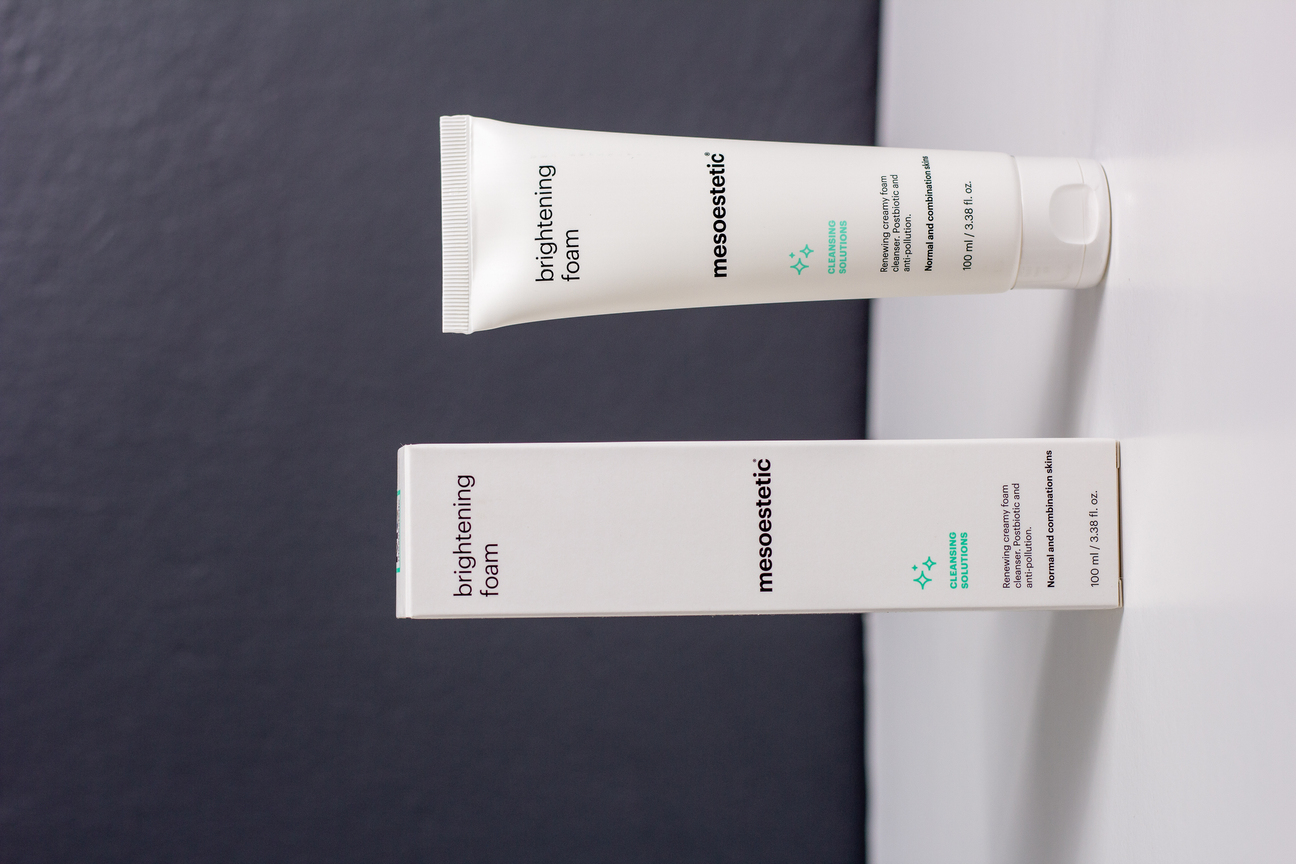 brightening
foam
mesoestetic®
CLEANSING
SOLUTIONS
Renewing creamy foam
cleanser. Postbiotic and
anti-pollution.
Normal and combination skins
100 ml / 3.38 fl. oz.
brightening
foam
mesoestetic®
CLEANSING
SOLUTIONS
Renewing creamy foam
cleanser. Postbiotic and
anti-pollution.
Normal and combination skins
100 ml / 3.38 fl. oz.